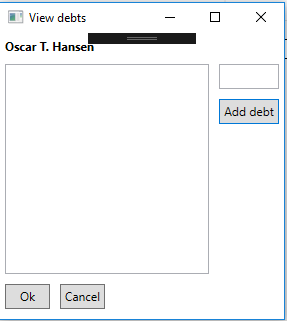 View debts
Oscar T. Hansen
Add debt
Ok
Cancel